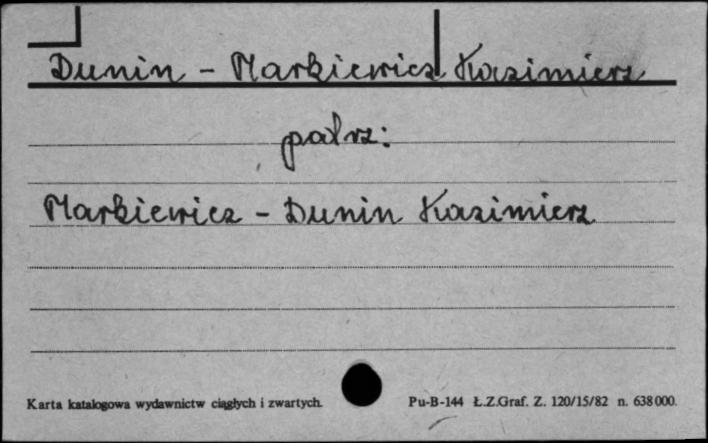 Dunin - Markiewicz Kazimierz
patrz:
Markiewicz - Dunin Kazimierz
Karta katalogowa wydawnictw ciągłych i zwartych. Pu-B-144 Ł.Z.Graf. Z. 120/15/82 n. 638000.